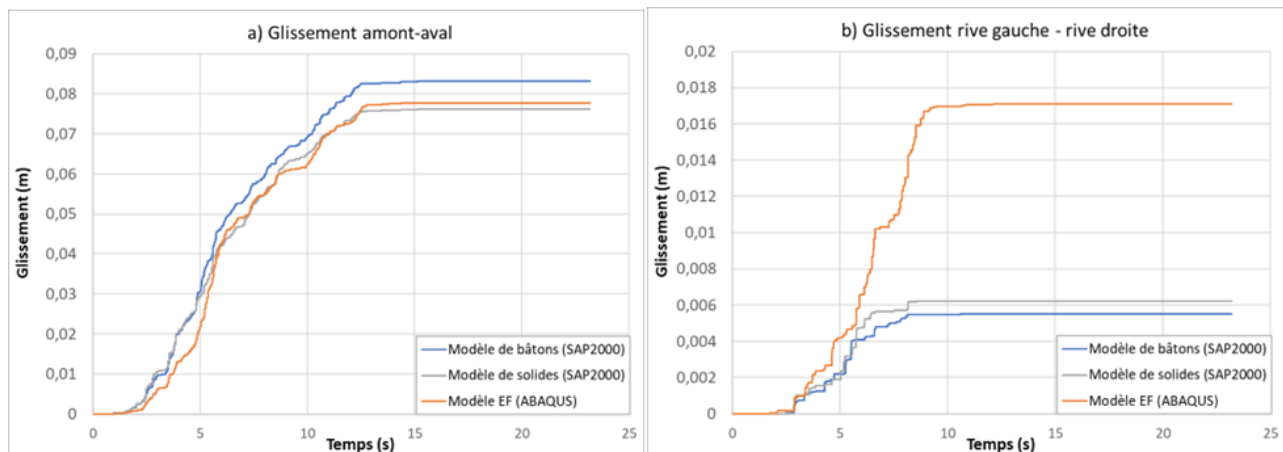 a) Glissement amont-aval
0,09
0,08
0,07
0,06
0,05
0,04
0,03
0,02
0,01
0
Glissement (m)
Modèle de bâtons (SAP2000)
Modèle de solides (SAP2000)
Modèle EF (ABAQUS)
0 5 10 15 20 25
Temps (s)
b) Glissement rive gauche - rive droite
0,02
0,018
0,016
0,014
0,012
0,01
0,008
0,006
0,004
0,002
0
Glissement (m)
Modèle de bâtons (SAP2000)
Modèle de solides (SAP2000)
Modèle EF (ABAQUS)
0 5 10 15 20 25
Temps (s)